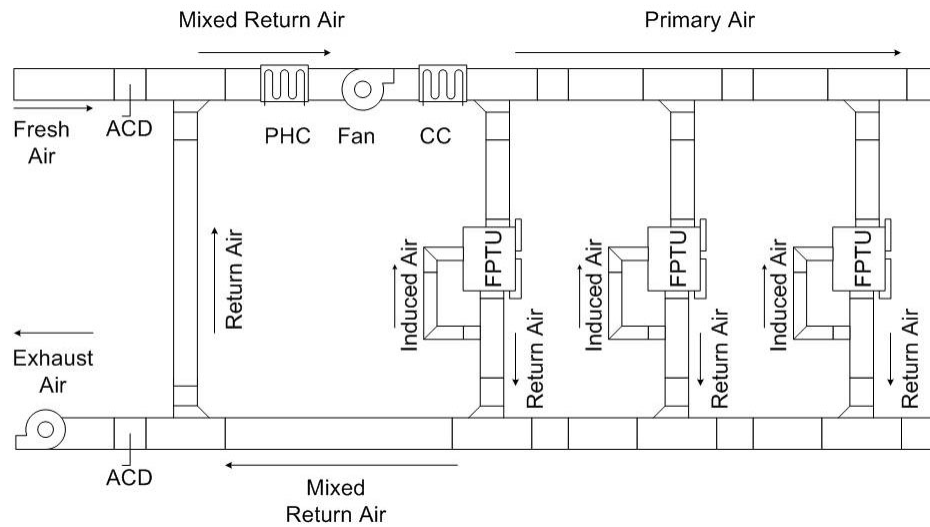 Mixed Return Air
Primary Air
Fresh
Air
ACD
PHC
Fan
CC
Return Air
Induced Air
FPTU
Return Air
Induced Air
FPTU
Return Air
Induced Air
FPTU
Return Air
Exhaust
Air
ACD
Mixed
Return Air